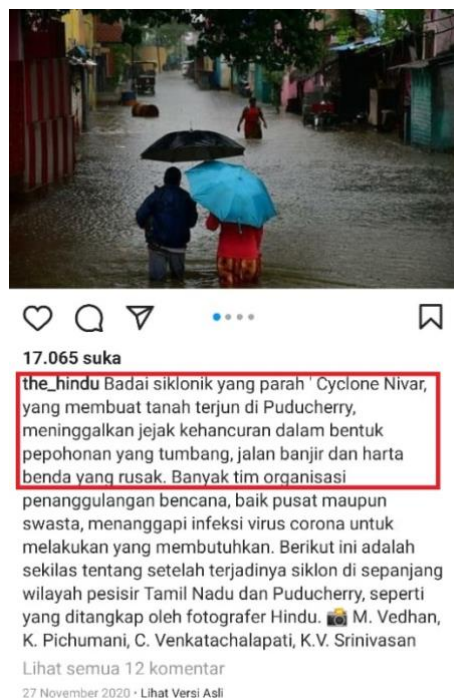 17.065 suka
the_hindu Badai siklonik yang parah ' Cyclone Nivar,
yang membuat tanah terjun di Puducherry,
meninggalkan jejak kehancuran dalam bentuk
pepohonan yang tumbang, jalan banjir dan harta
benda yang rusak. Banyak tim organisasi
penanggulangan bencana, baik pusat maupun
swasta, menanggapi infeksi virus corona untuk
melakukan yang membutuhkan. Berikut ini adalah
sekilas tentang setelah terjadinya siklon di sepanjang
wilayah pesisir Tamil Nadu dan Puducherry, seperti
yang ditangkap oleh fotografer Hindu. 📸 M. Vedhan,
K. Pichumani, C. Venkatachalapati, K.V. Srinivasan
Lihat semua 12 komentar
27 November 2020 · Lihat Versi Asli